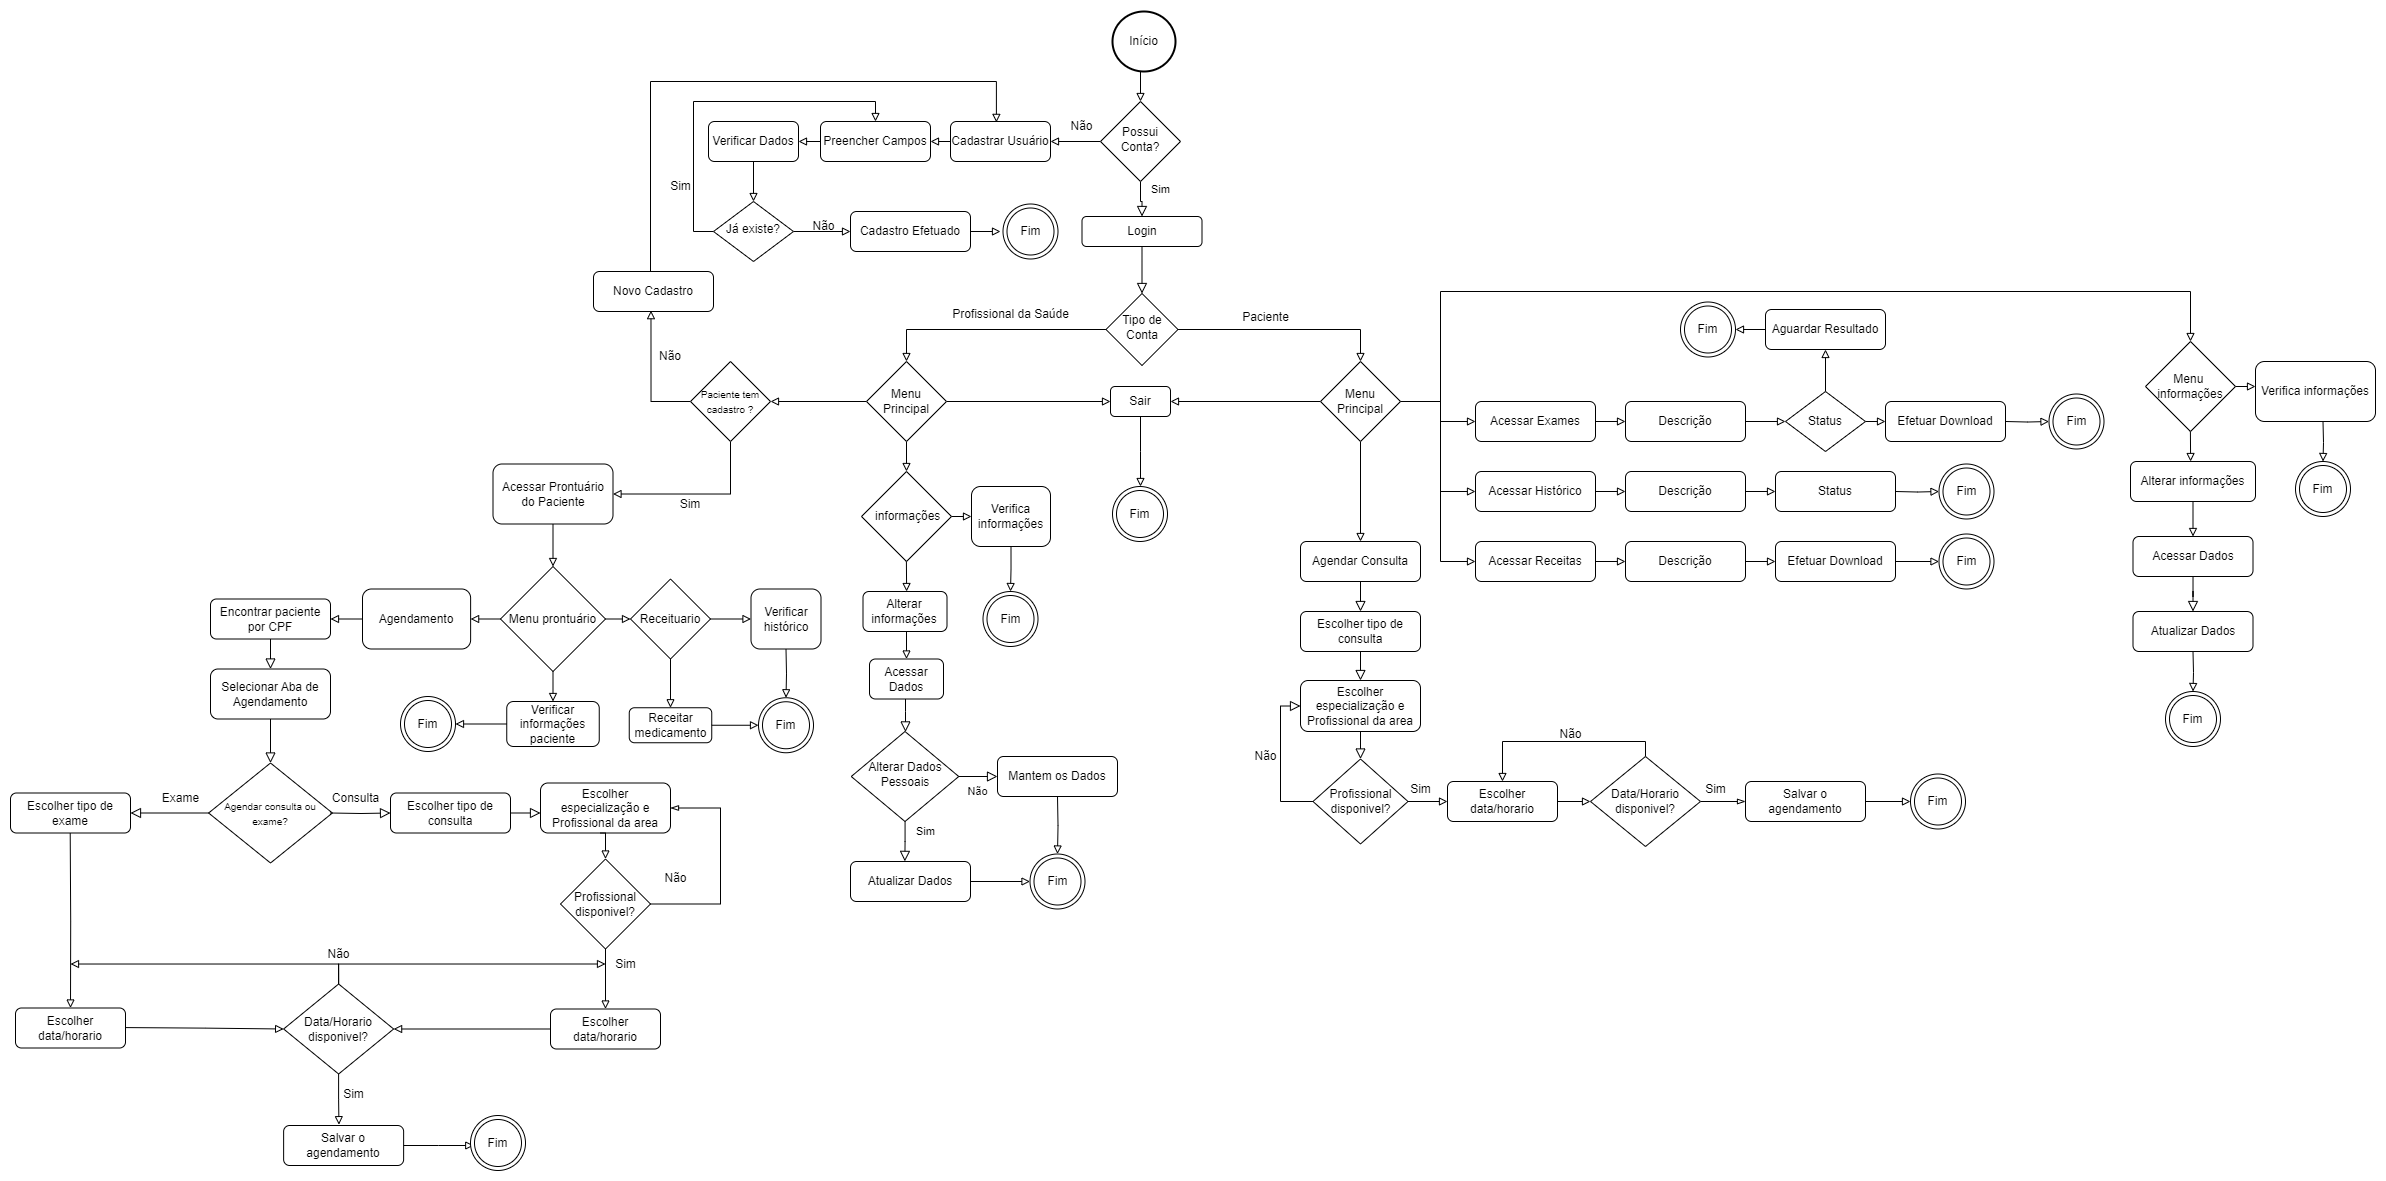 Início
Possui
Conta?
Não
Sim
Cadastrar Usuário
Preencher Campos
Verificar Dados
Sim
Já existe?
Não
Cadastro Efetuado
Fim
Login
Novo Cadastro
Não
Tipo de
Conta
Profissional da Saúde
Paciente
Paciente tem
cadastro ?
Menu
Principal
Sair
Fim
Menu
Principal
Sim
Acessar Prontuário
do Paciente
informações
Verifica
informações
Fim
Alterar
informações
Acessar
Dados
Alterar Dados
Pessoais
Não
Mantem os Dados
Sim
Atualizar Dados
Fim
Menu prontuário
Agendamento
Encontrar paciente
por CPF
Selecionar Aba de
Agendamento
Receituario
Verificar
histórico
Receitar
medicamento
Fim
Verificar
informações
paciente
Fim
Agendar consulta ou
exame?
Exame
Consulta
Escolher tipo de
exame
Escolher tipo de
consulta
Escolher
especialização e
Profissional da area
Profissional
disponivel?
Não
Sim
Não
Escolher
data/horario
Data/Horario
disponivel?
Escolher
data/horario
Sim
Salvar o
agendamento
Fim
Agendar Consulta
Escolher tipo de
consulta
Escolher
especialização e
Profissional da area
Não
Profissional
disponivel?
Sim
Escolher
data/horario
Não
Data/Horario
disponivel?
Sim
Salvar o
agendamento
Fim
Acessar Exames
Descrição
Status
Aguardar Resultado
Fim
Efetuar Download
Fim
Acessar Histórico
Descrição
Status
Fim
Acessar Receitas
Descrição
Efetuar Download
Fim
Menu
informações
Verifica informações
Fim
Alterar informações
Acessar Dados
Atualizar Dados
Fim